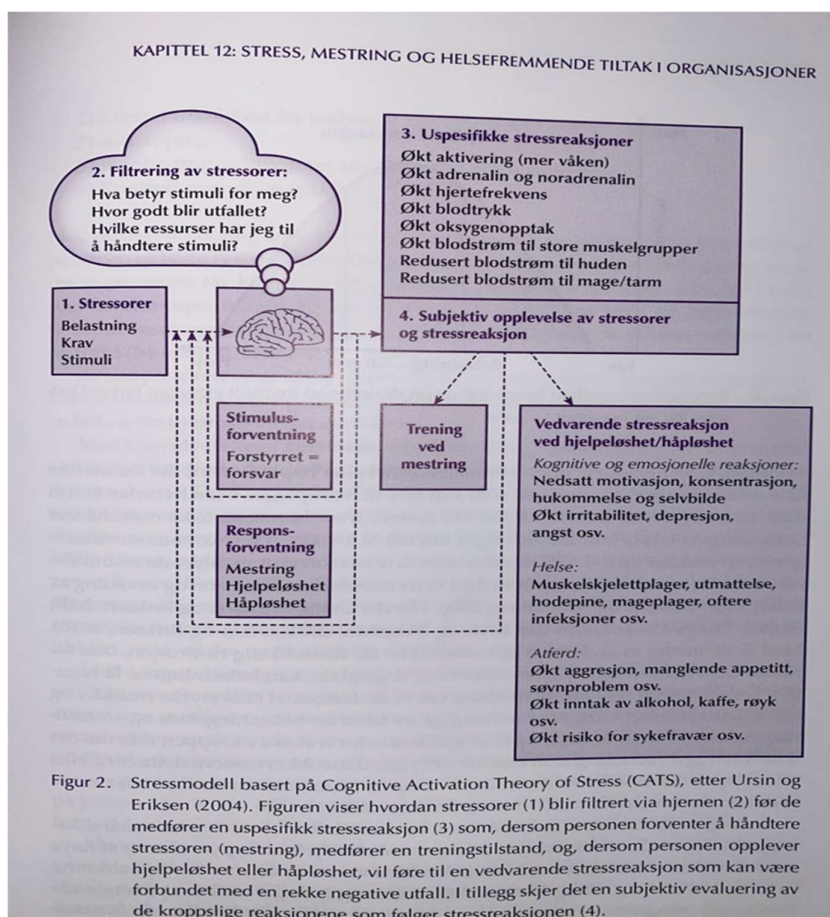 KAPITTEL 12: STRESS, MESTRING OG HELSEFREMMENDE TILTAK I ORGANISASJONER
2. Filtrering av stressorer:
Hva betyr stimuli for meg?
Hvor godt blir utfallet?
Hvilke ressurser har jeg til
å håndtere stimuli?
3. Uspesifikke stressreaksjoner
Økt aktivering (mer våken)
Økt adrenalin og noradrenalin
Økt hjertefrekvens
Økt blodtrykk
Økt oksygenopptak
Økt blodstrøm til store muskelgrupper
Redusert blodstrøm til huden
Redusert blodstrøm til mage/tarm
1. Stressorer
Belastning
Krav
Stimuli
4. Subjektiv opplevelse av stressorer
og stressreaksjon
Stimulus-
forventning
Forstyrret =
forsvar
Respons-
forventning
Mestring
Hjelpeløshet
Håpløshet
Trening
ved
mestring
Vedvarende stressreaksjon
ved hjelpeløshet/håpløshet
Kognitive og emosjonelle reaksjoner:
Nedsatt motivasjon, konsentrasjon,
hukommelse og selvbilde
Økt irritabilitet, depresjon,
angst osv.
Helse:
Muskelskjelettplager, utmattelse,
hodepine, mageplager, oftere
infeksjoner osv.
Atferd:
Økt aggresjon, manglende appetitt,
søvnproblem osv.
Økt inntak av alkohol, kaffe, røyk
osv.
Økt risiko for sykefravær osv.
Figur 2. Stressmodell basert på Cognitive Activation Theory of Stress (CATS), etter Ursin og
Eriksen (2004). Figuren viser hvordan stressorer (1) blir filtrert via hjernen (2) før de
medfører en uspesifikk stressreaksjon (3) som, dersom personen forventer å håndtere
stressoren (mestring), medfører en treningstilstand, og, dersom personen opplever
hjelpeløshet eller håpløshet, vil føre til en vedvarende stressreaksjon som kan være
forbundet med en rekke negative utfall. I tillegg skjer det en subjektiv evaluering av
de kroppslige reaksjonene som følger stressreaksjonen (4).